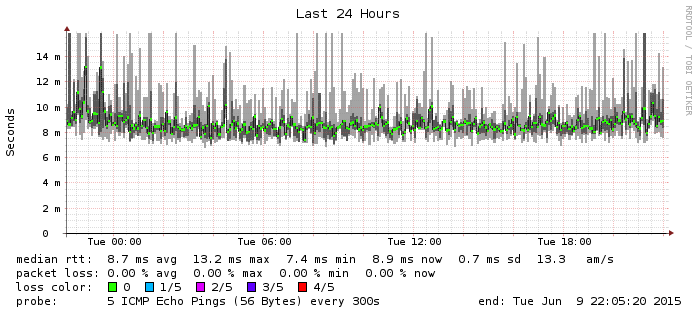 Last 24 Hours
RRDTOOL / TOBI OETIKER
Seconds
14 m
12 m
10 m
8 m
6 m
4 m
2 m
0
Tue 00:00 Tue 06:00 Tue 12:00 Tue 18:00
median rtt: 8.7 ms avg 13.2 ms max 7.4 ms min 8.9 ms now 0.7 ms sd 13.3 am/s
packet loss: 0.00 % avg 0.00 % max 0.00 % min 0.00 % now
loss color: 0 1/5 2/5 3/5 4/5
probe: 5 ICMP Echo Pings (56 Bytes) every 300s end: Tue Jun 9 22:05:20 2015